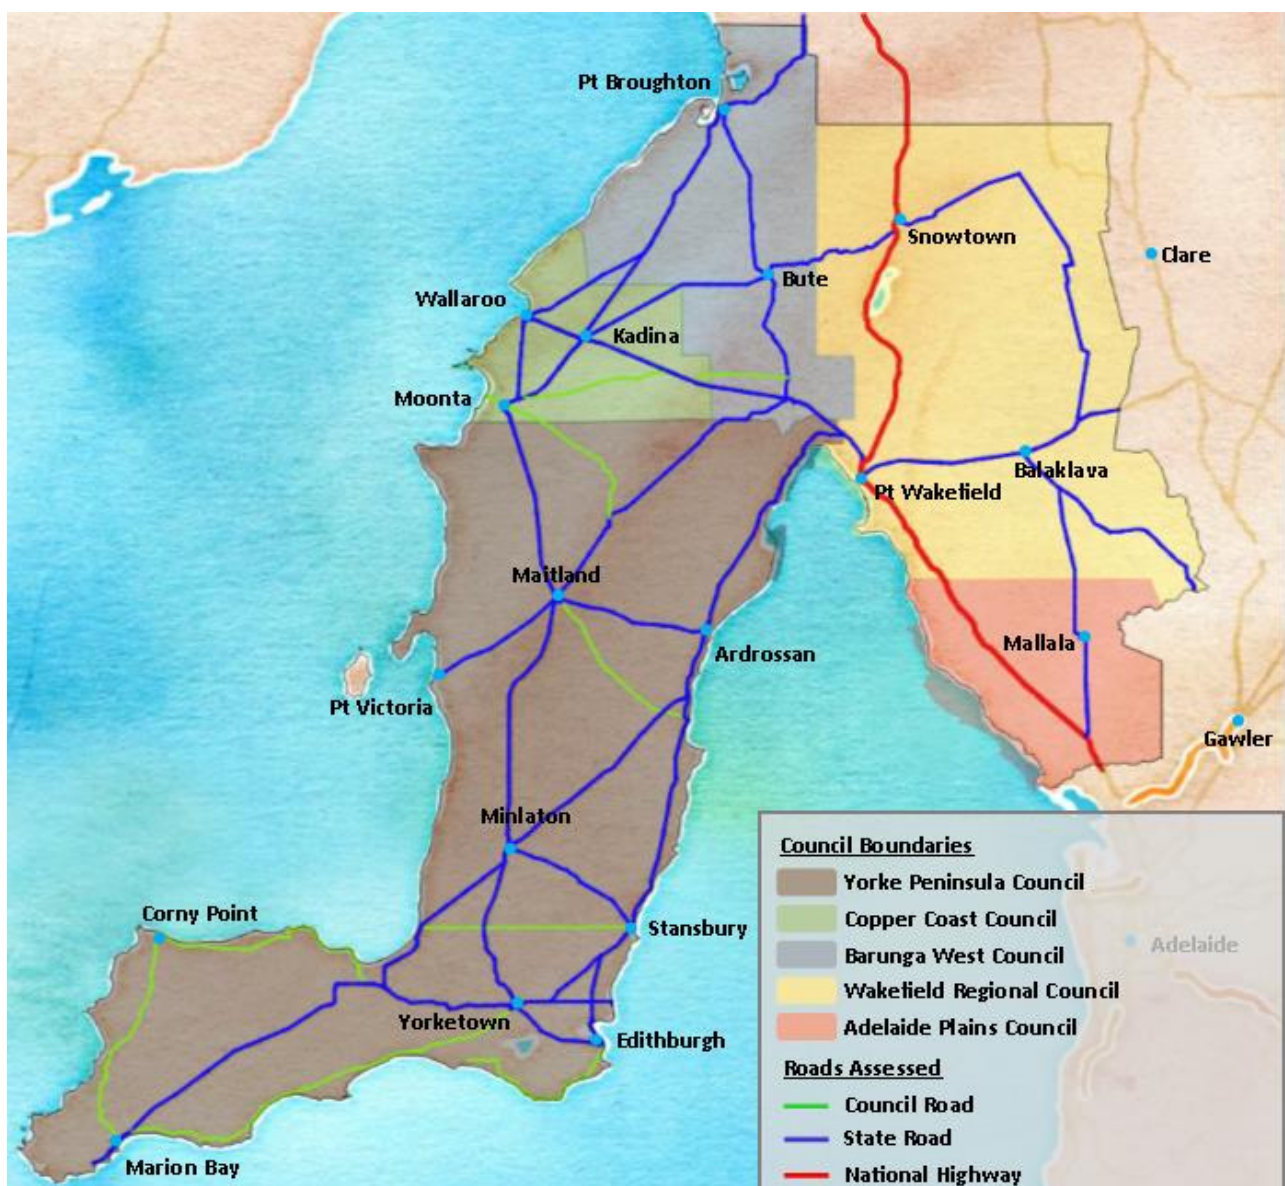 Pt Broughton
Snowtown
Clare
Bute
Wallaroo
Kadina
Moonta
Balaklava
Pt Wakefield
Maitland
Mallala
Ardrossan
Pt Victoria
Gawler
Minlaton
Council Boundaries
Yorke Peninsula Council
Corny Point
Copper Coast Council
Stansbury
Adelaide
Barunga West Council
Wakefield Regional Council
Yorketown
Adelaide Plains Council
Edithburgh
Roads Assessed
Council Road
State Road
Marion Bay
National Highway